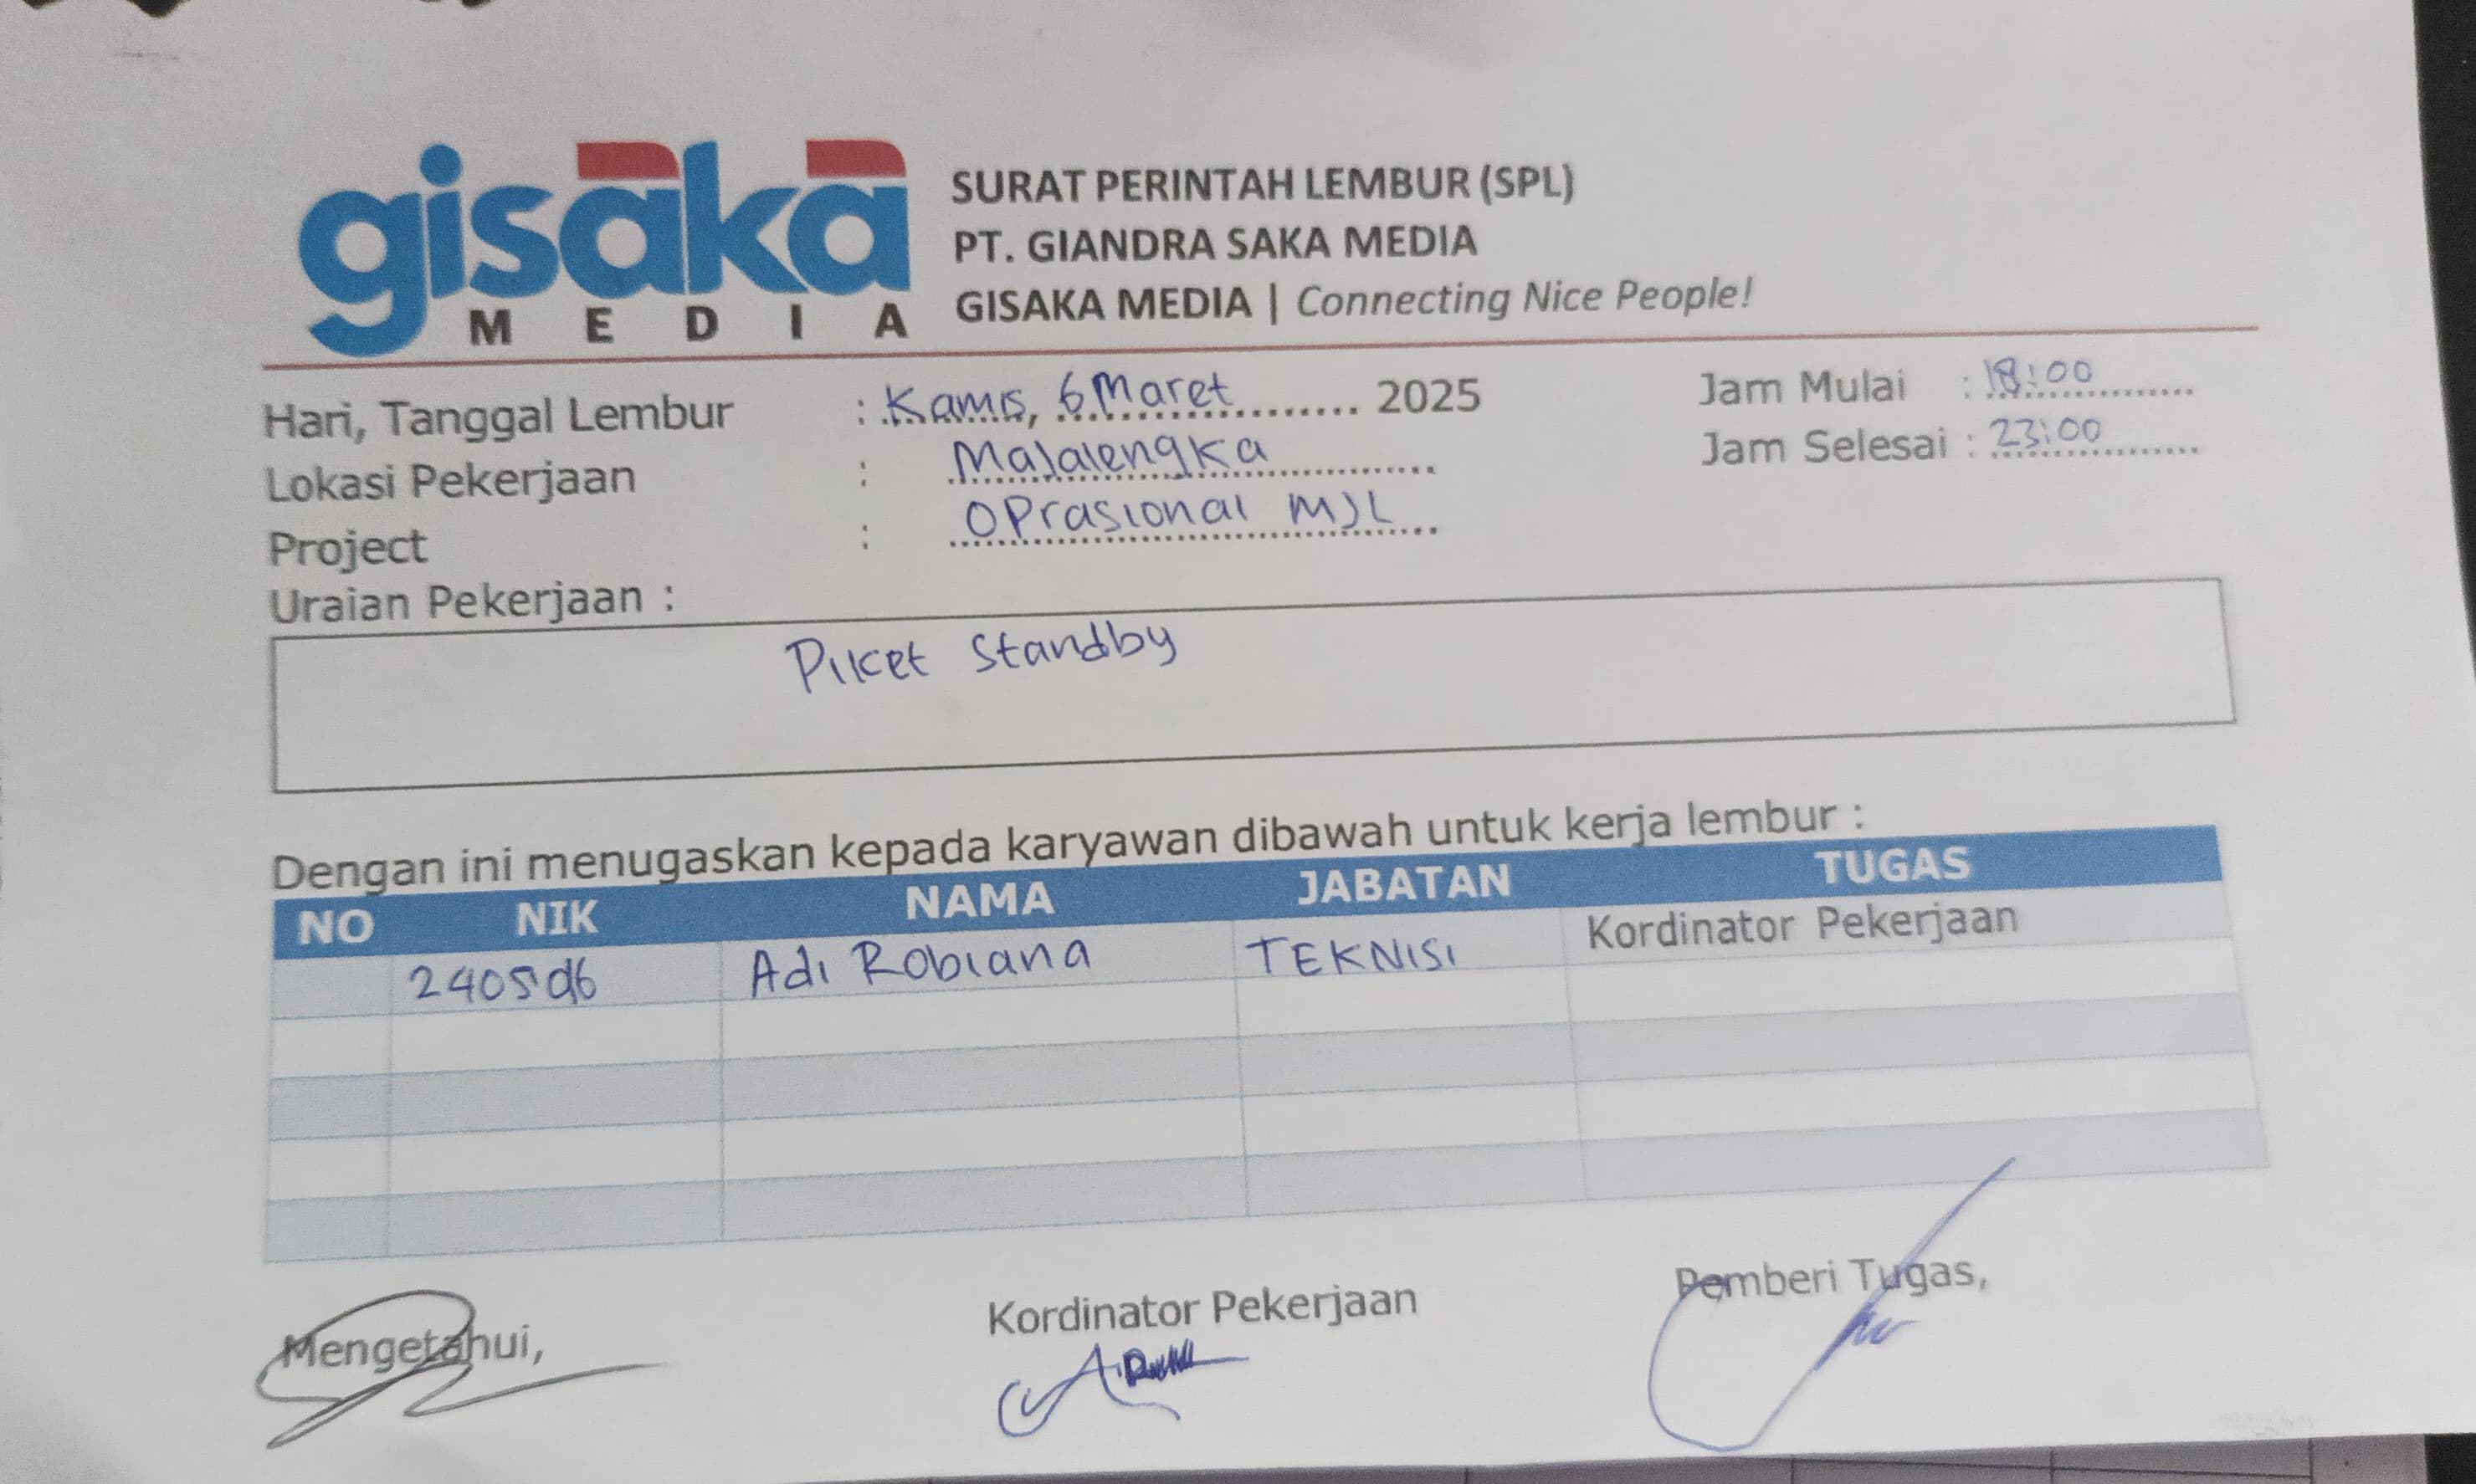 gisaka
MEDIA
SURAT PERINTAH LEMBUR (SPL)
PT. GIANDRA SAKA MEDIA
GISAKA MEDIA | Connecting Nice People!
Hari, Tanggal Lembur : Kamis, 6 Maret 2025 Jam Mulai : 18:00
Lokasi Pekerjaan : Majalengka Jam Selesai : 23:00
Project : OPrasional MJL
Uraian Pekerjaan :
Piket Standby
Dengan ini menugaskan kepada karyawan dibawah untuk kerja lembur :
NO NIK NAMA JABATAN TUGAS
Adi Robiana TEKNISI Kordinator Pekerjaan
Mengetahui, Kordinator Pekerjaan Pemberi Tugas,